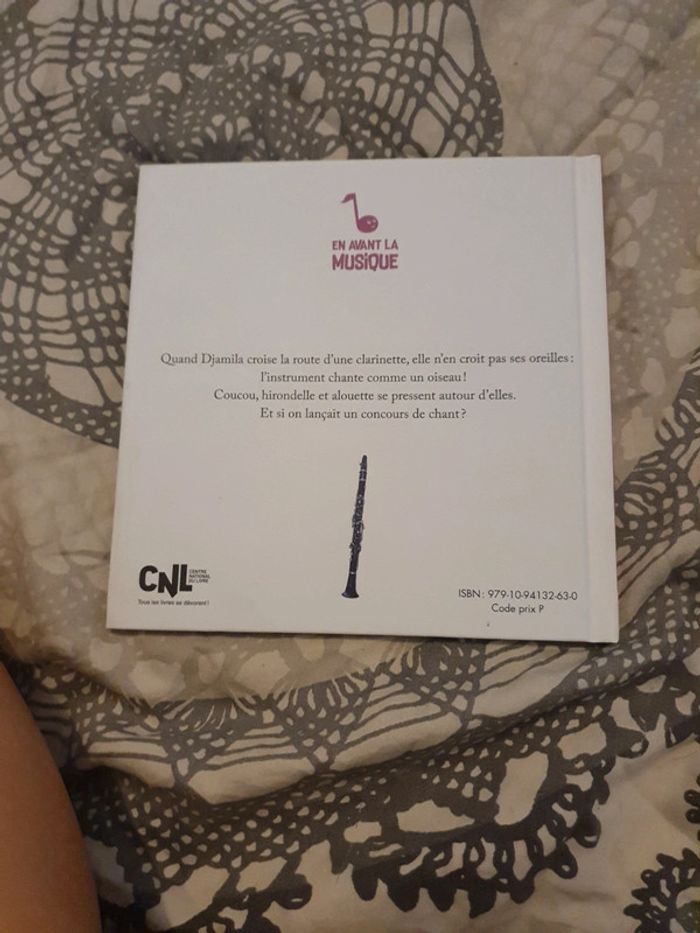 EN AVANT LA
MUSiQUE
Quand Djamila croise la route d'une clarinette, elle n'en croit pas ses oreilles :
l'instrument chante comme un oiseau !
Coucou, hirondelle et alouette se pressent autour d'elles.
Et si on lançait un concours de chant ?
CNL
CENTRE
NATIONAL
DU LIVRE
Tous les livres se dévorent !
ISBN : 979-10-94132-63-0
Code prix P